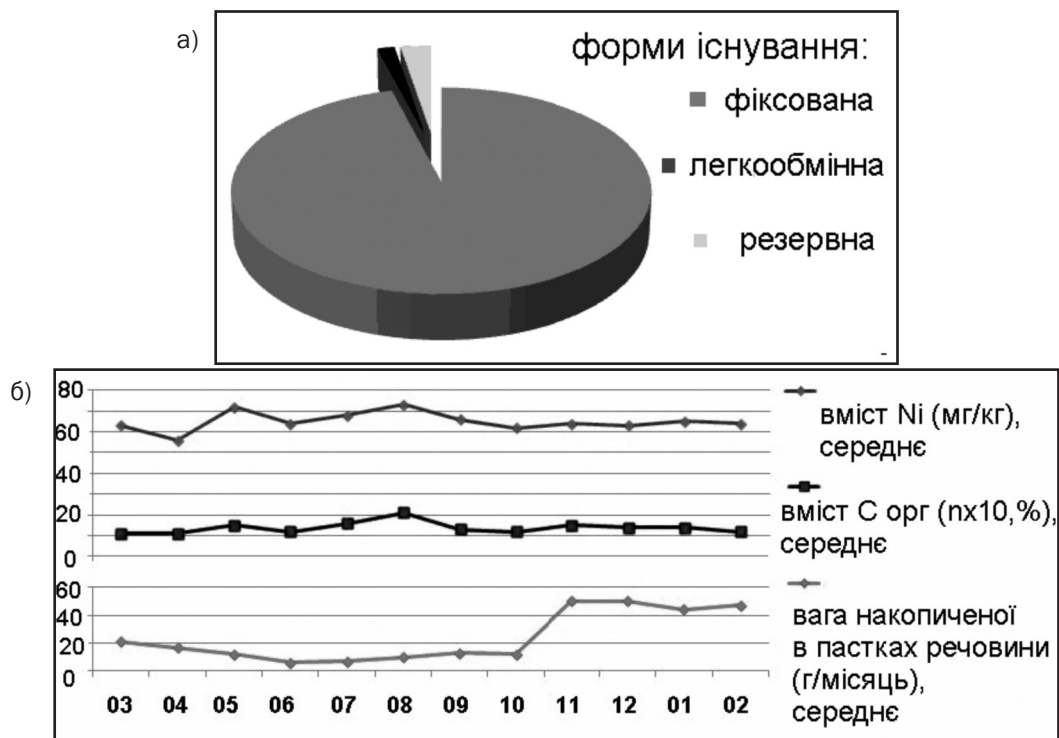 а)
форми існування:
фіксована
легкообмінна
резервна
б)
80
60
40
20
0
60
40
20
0
03 04 05 06 07 08 09 10 11 12 01 02
вміст Ni (мг/кг),
середнє
вміст С орг (nx10,%),
середнє
вага накопиченої
в пастках речовини
(г/місяць),
середнє